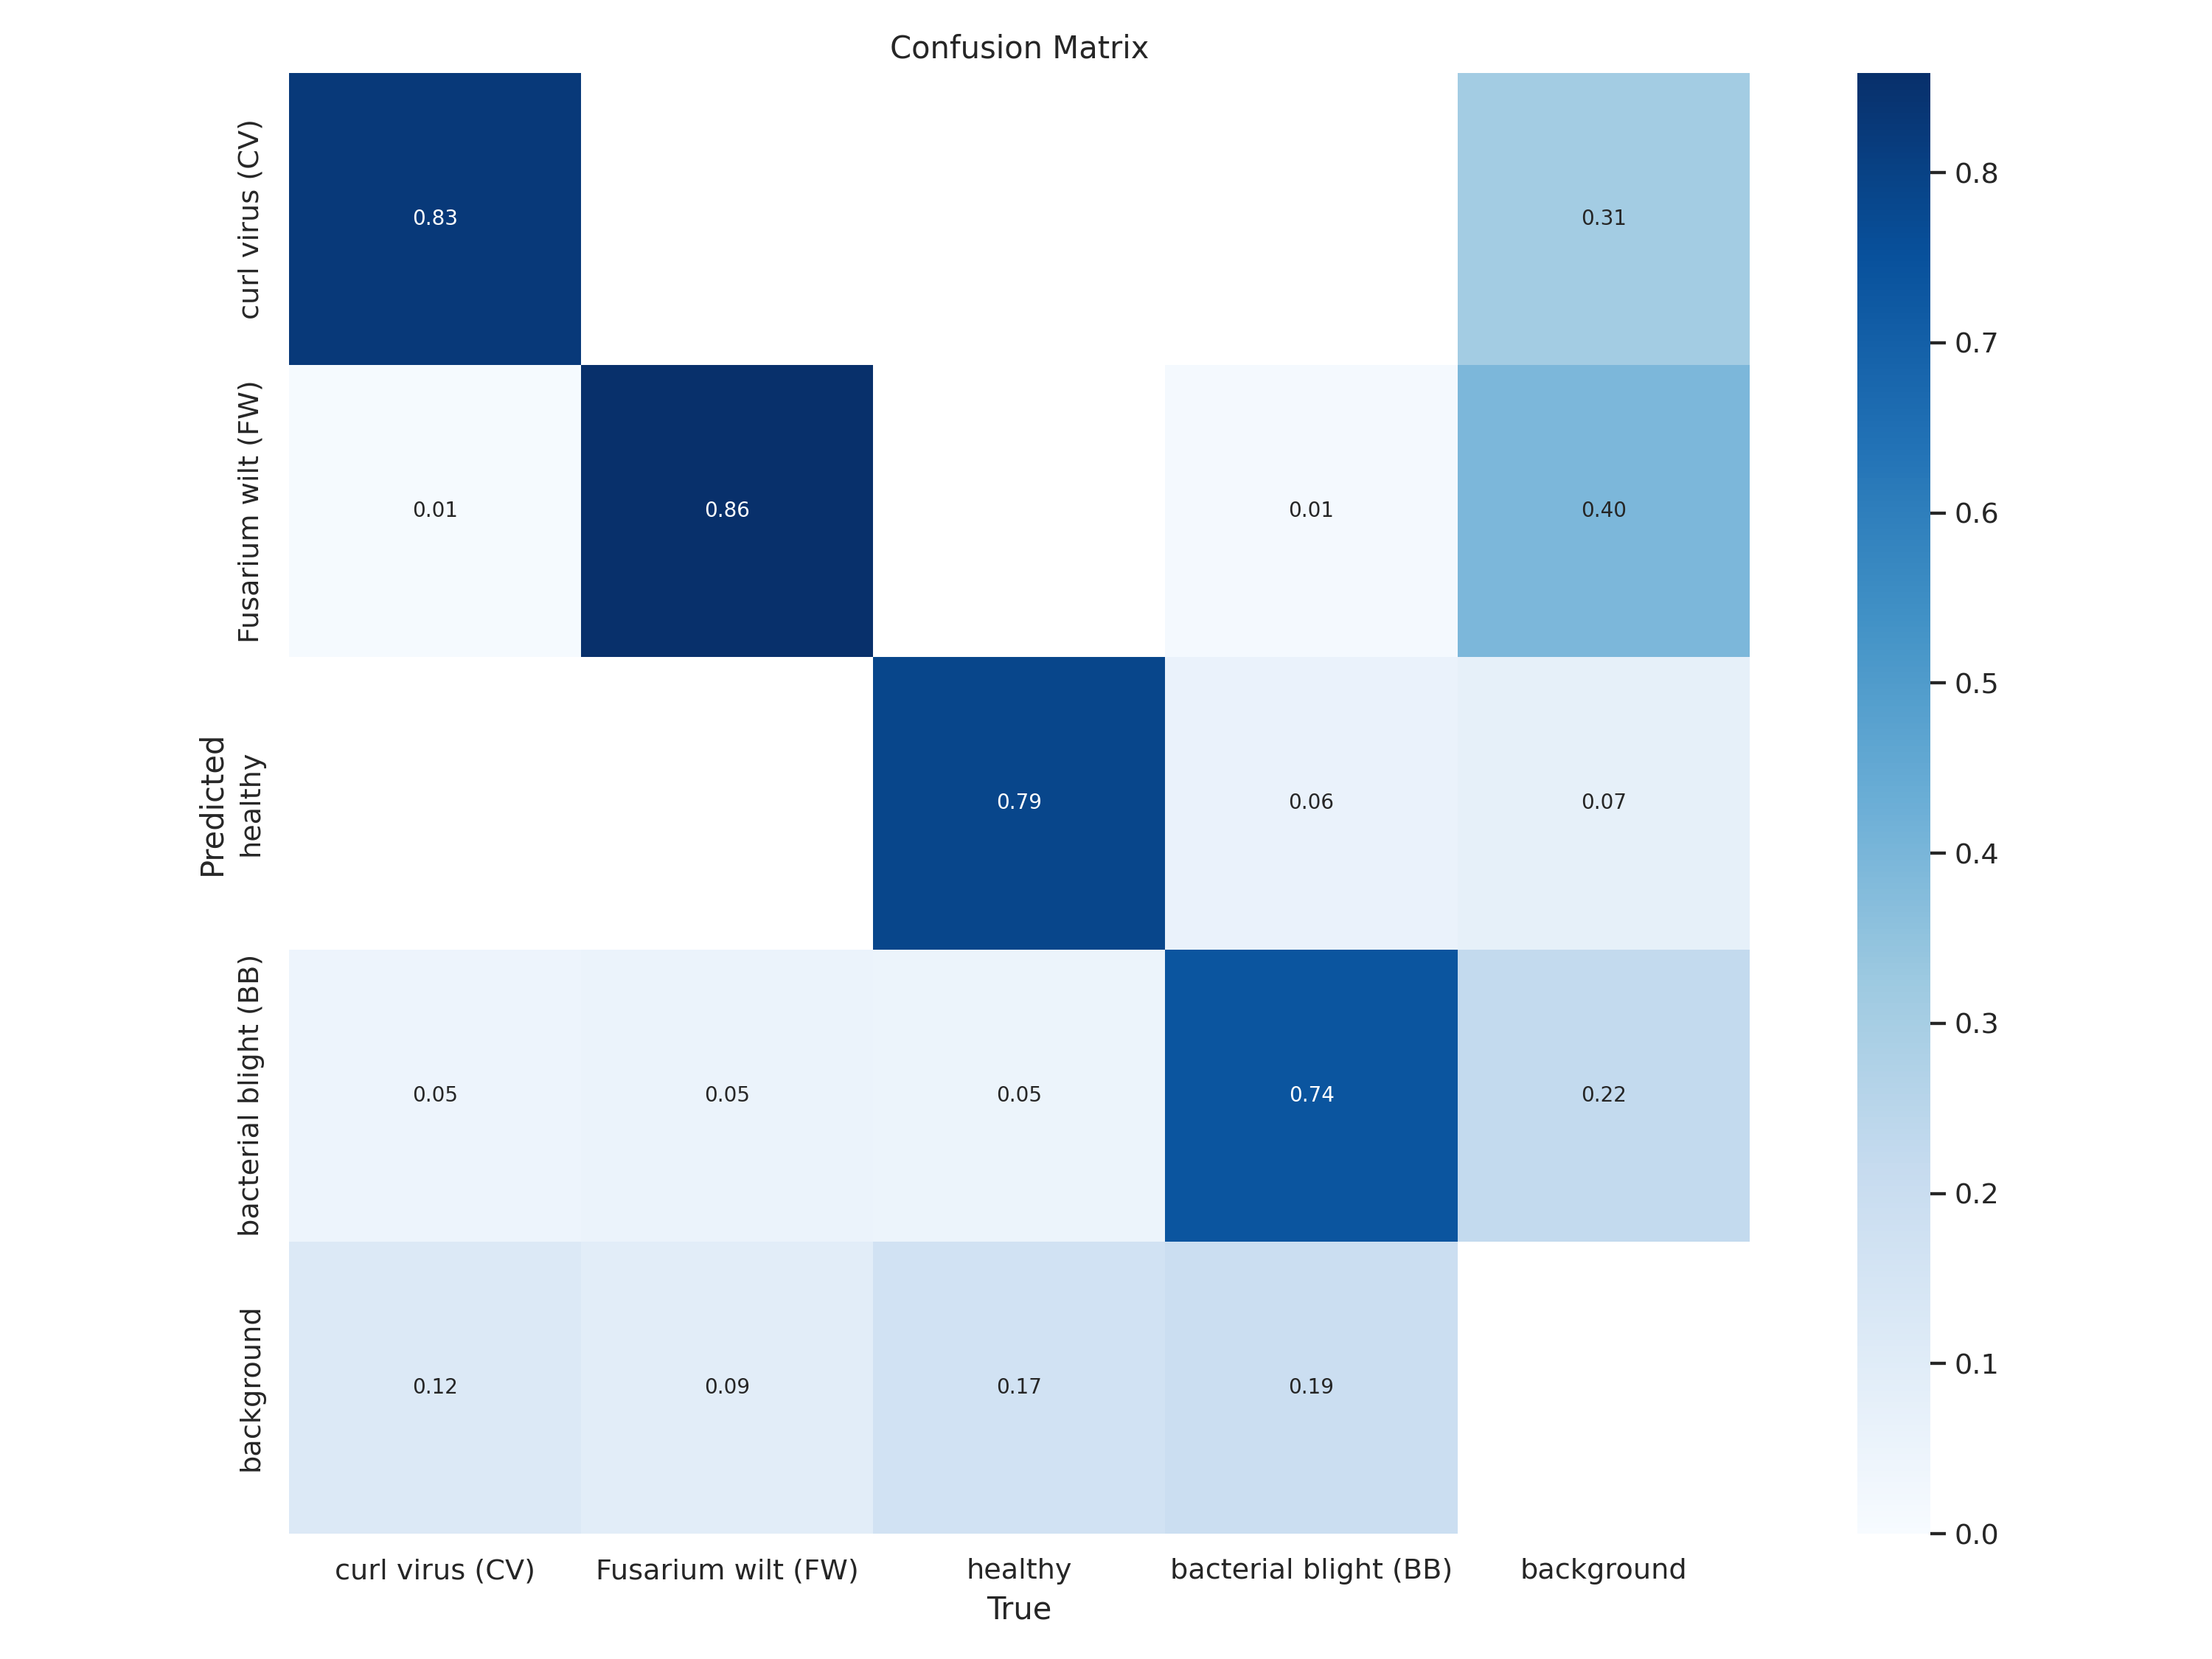 Confusion Matrix
curl virus (CV)
0.83
0.31
0.8
0.7
Fusarium wilt (FW)
0.01
0.86
0.01
0.40
0.6
0.5
Predicted
healthy
0.79
0.06
0.07
0.4
0.3
bacterial blight (BB)
0.05
0.05
0.05
0.74
0.22
0.2
background
0.12
0.09
0.17
0.19
0.1
0.0
curl virus (CV)
Fusarium wilt (FW)
healthy
bacterial blight (BB)
background
True